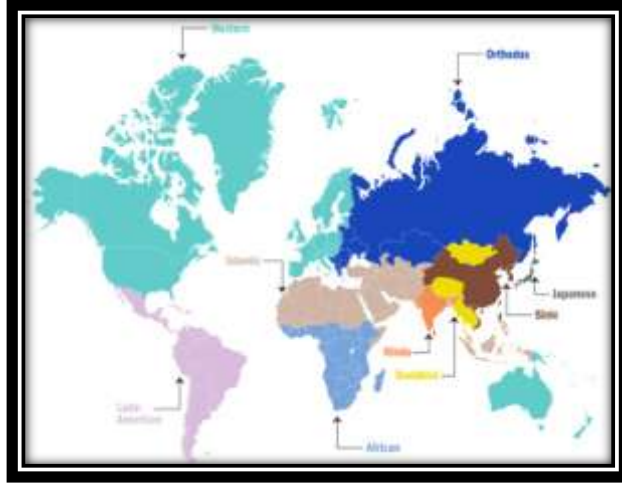 Western
Orthodox
Islamic
Japanese
Sinic
Hindu
Buddhist
Latin
American
African